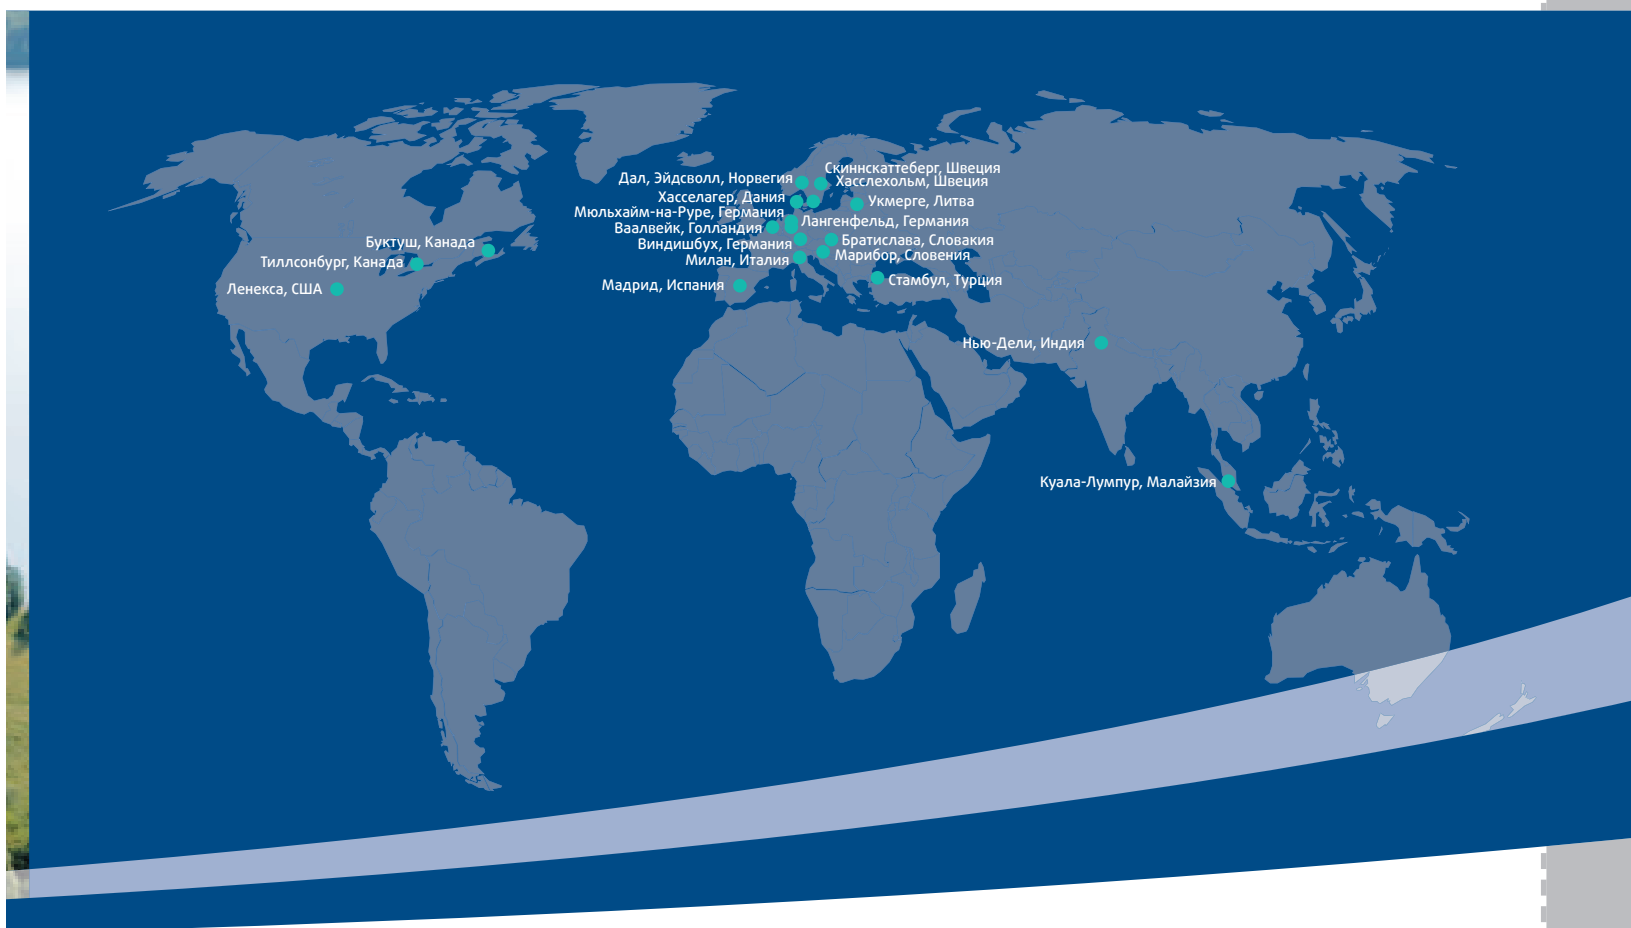 Скиннскаттеберг, Швеция
Дал, Эйдсволл, Норвегия
Хасслехольм, Швеция
Хасселагер, Дания
Укмерге, Литва
Мюльхайм-на-Руре, Германия
Лангенфельд, Германия
Ваалвейк, Голландия
Виндишбух, Германия
Братислава, Словакия
Милан, Италия
Марибор, Словения
Мадрид, Испания
Стамбул, Турция
Буктуш, Канада
Тиллсонбург, Канада
Ленекса, США
Нью-Дели, Индия
Куала-Лумпур, Малайзия